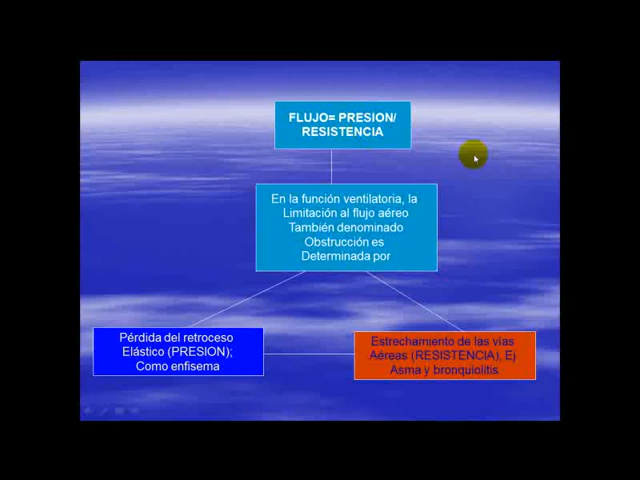 FLUJO= PRESION/
RESISTENCIA
En la función ventilatoria, la
Limitación al flujo aéreo
También denominado
Obstrucción es
Determinada por
Pérdida del retroceso
Elástico (PRESION);
Como enfisema
Estrechamiento de las vías
Aéreas (RESISTENCIA), Ej
Asma y bronquiolitis